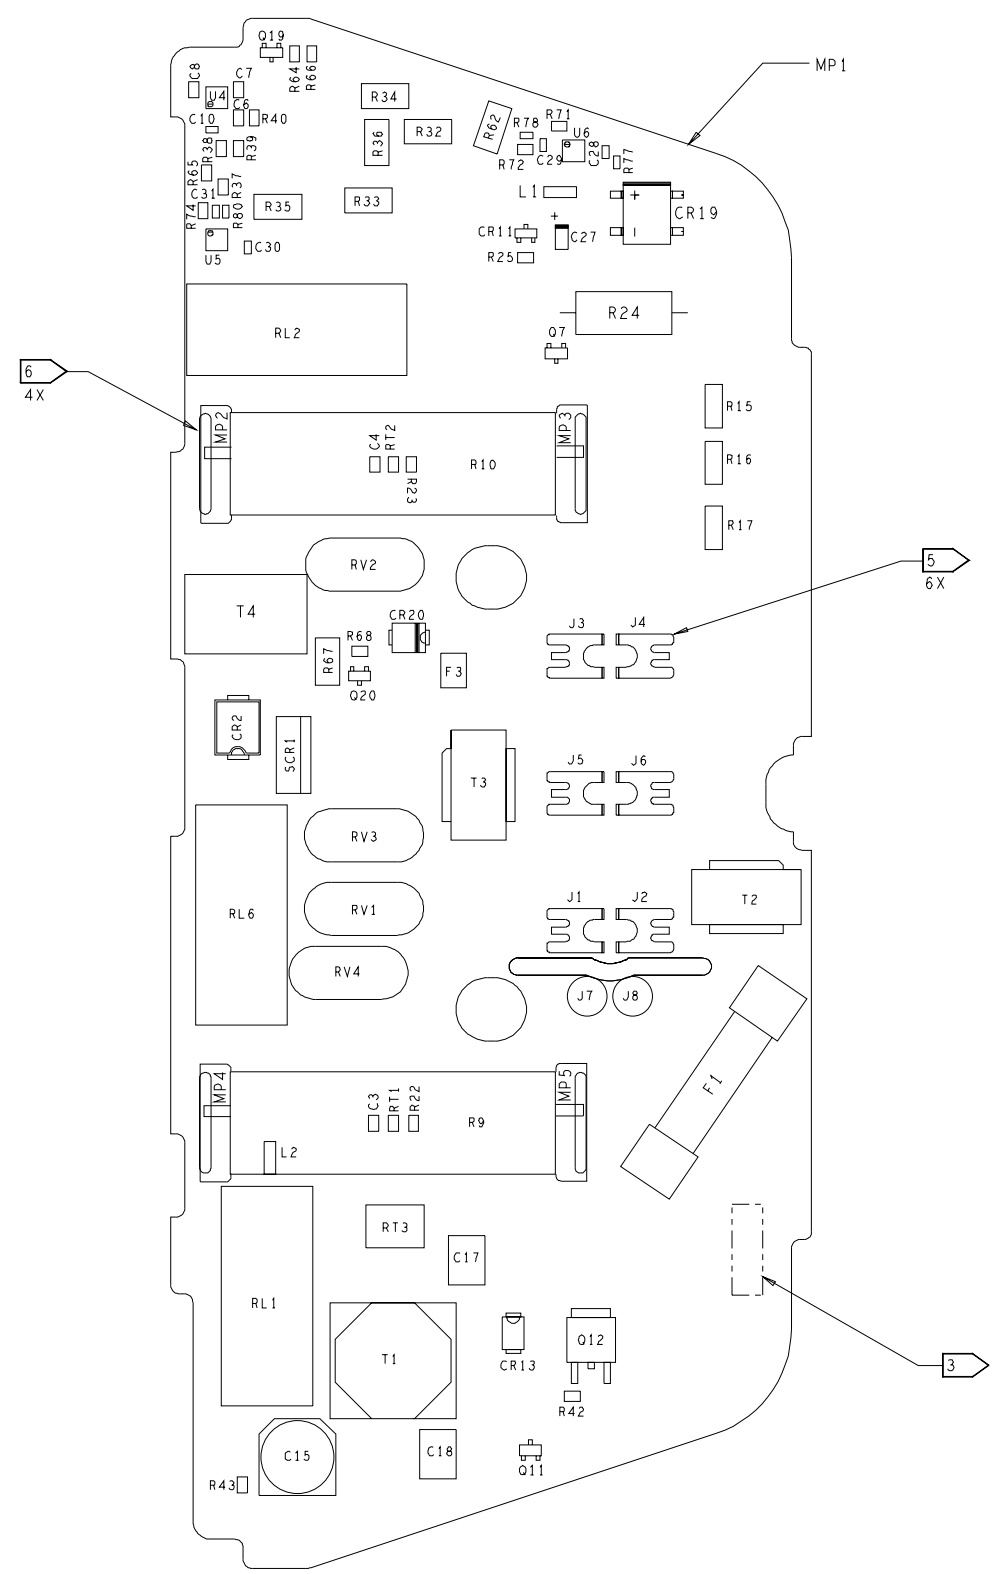 Q19
R64
R66
MP1
C8
C7
U4
C6
R40
C10
R38
R39
R65
R37
C31
R74
R80
U5
C30
R34
R36
R32
R35
R33
R62
R78
R71
U6
R72
C29
C28
R77
L1
+
-
CR19
+
CR11
C27
R25
RL2
R24
Q7
6
4X
MP2
MP3
C4
RT2
R23
R10
R15
R16
R17
RV2
5
6X
T4
CR20
R68
R67
Q20
F3
J3
J4
CR2
SCR1
T3
J5
J6
RV3
RL6
RV1
RV4
J1
J2
T2
J7
J8
F1
MP4
MP5
C3
RT1
R22
R9
L2
RT3
C17
RL1
T1
CR13
Q12
3
R42
C15
C18
Q11
R43